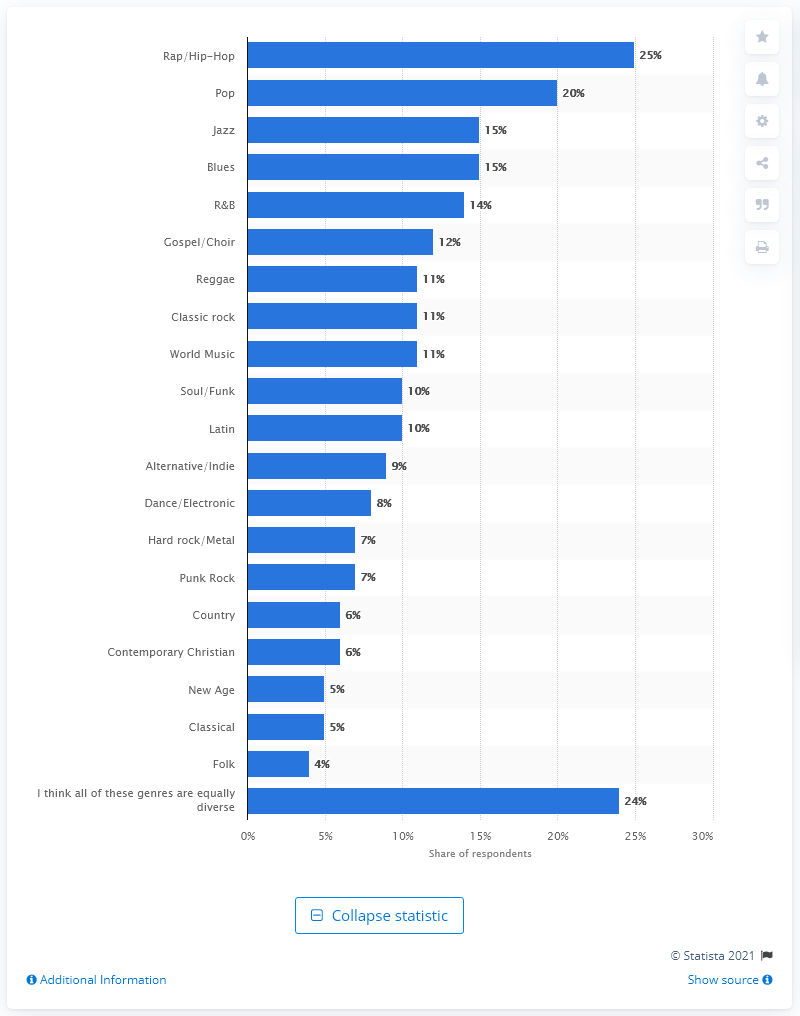 Rap/Hip-Hop 25%
Pop 20%
Jazz 15%
Blues 15%
R&B 14%
Gospel/Choir 12%
Reggae 11%
Classic rock 11%
World Music 11%
Soul/Funk 10%
Latin 10%
Alternative/Indie 9%
Dance/Electronic 8%
Hard rock/Metal 7%
Punk Rock 7%
Country 6%
Contemporary Christian 6%
New Age 5%
Classical 5%
Folk 4%
I think all of these genres are equally
diverse 24%
0% 5% 10% 15% 20% 25% 30%
Share of respondents
Collapse statistic
© Statista 2021
Additional Information Show source